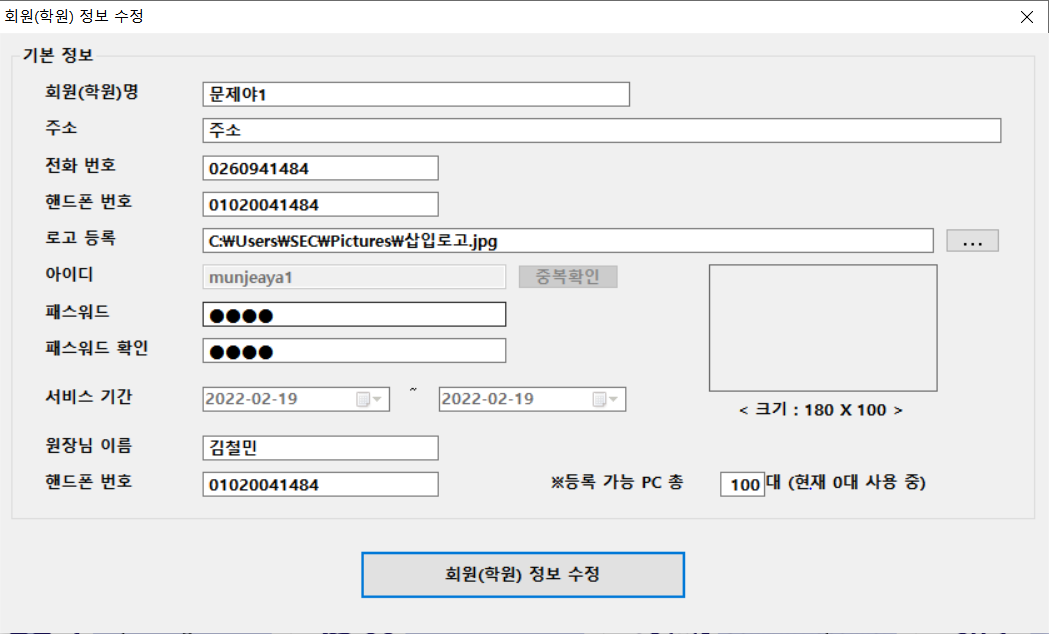 회원(학원) 정보 수정
기본 정보
회원(학원)명 문제야1
주소 주소
전화 번호 0260941484
핸드폰 번호 01020041484
로고 등록 C:₩Users₩SEC₩Pictures₩삽입로고.jpg ...
아이디 munjeaya1 중복확인
패스워드 ●●●●
패스워드 확인 ●●●●
서비스 기간 2022-02-19 ~ 2022-02-19
< 크기 : 180 X 100 >
원장님 이름 김철민
핸드폰 번호 01020041484 ※등록 가능 PC 총 100대 (현재 0대 사용 중)
회원(학원) 정보 수정